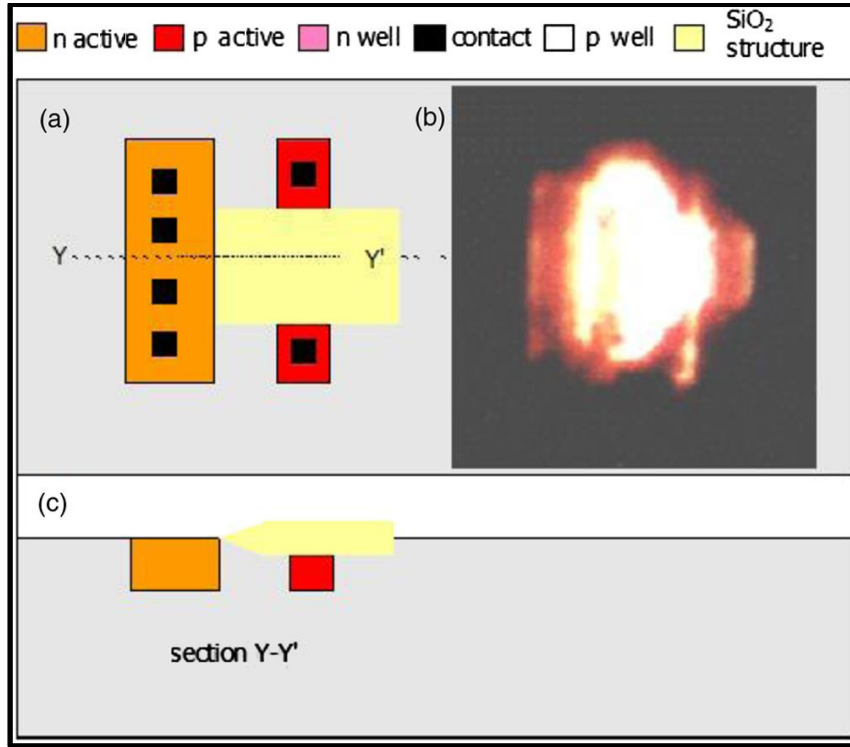 n active p active n well contact p well SiO₂
structure
(a) (b)
Y Y'
(c)
section Y-Y'